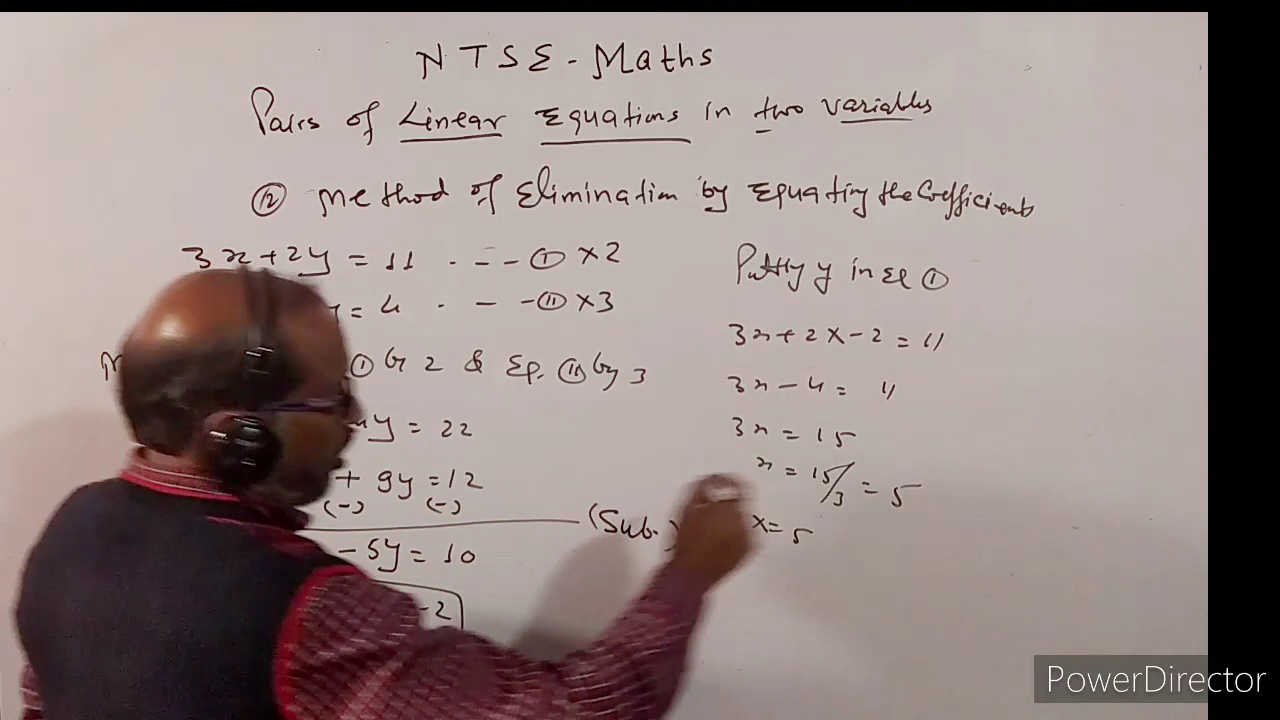 NTSE - Maths
Pairs of Linear Equations in two variables
② Method of Elimination by Equating the Coefficients
3x + 2y = 11 - - - ① × 2
y = 4 - - - ⑪ × 3
① by 2 & Eq. ⑪ by 3
4y = 22
+ 9y = 12
(-) (-)
(Sub.)
- 5y = 10
-2
Putting y in Eq ①
3x + 2 × -2 = 11
3x - 4 = 11
3x = 15
x = 15/3 = 5
x = 5
PowerDirector